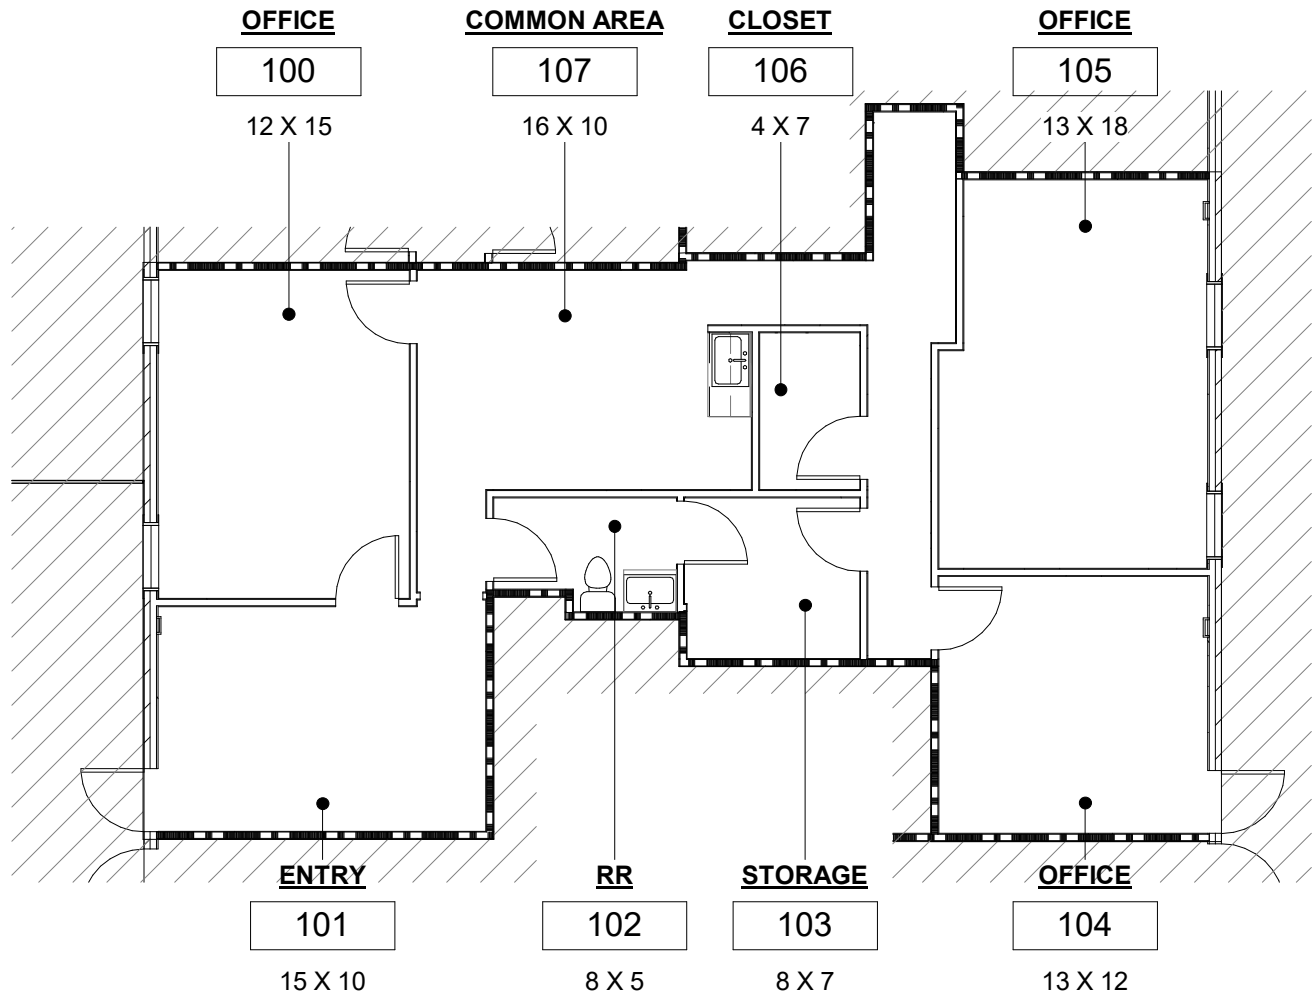 OFFICE
100
12 X 15
COMMON AREA
107
16 X 10
CLOSET
106
4 X 7
OFFICE
105
13 X 18
ENTRY
101
15 X 10
RR
102
8 X 5
STORAGE
103
8 X 7
OFFICE
104
13 X 12